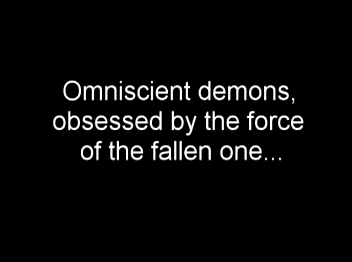 Omniscient demons,
obsessed by the force
of the fallen one...